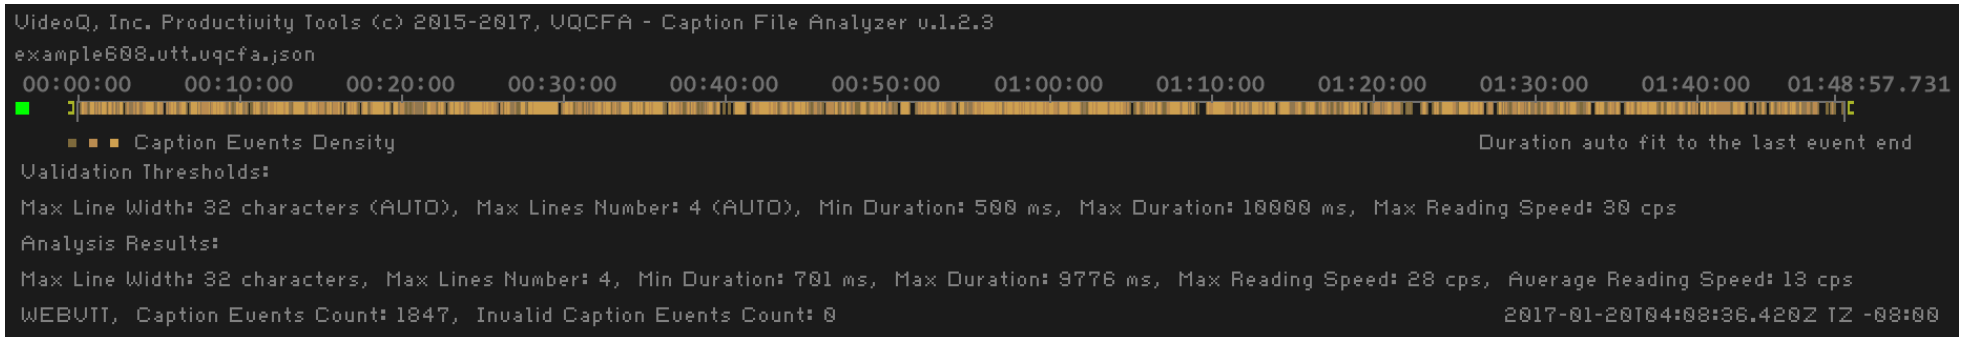 VideoQ, Inc. Productivity Tools (c) 2015-2017, VQCFA - Caption File Analyzer v.1.2.3
example608.vtt.vqcfa.json
00:00:00 00:10:00 00:20:00 00:30:00 00:40:00 00:50:00 01:00:00 01:10:00 01:20:00 01:30:00 01:40:00 01:48:57.731
Caption Events Density Duration auto fit to the last event end
Validation Thresholds:
Max Line Width: 32 characters (AUTO), Max Lines Number: 4 (AUTO), Min Duration: 500 ms, Max Duration: 10000 ms, Max Reading Speed: 30 cps
Analysis Results:
Max Line Width: 32 characters, Max Lines Number: 4, Min Duration: 701 ms, Max Duration: 9776 ms, Max Reading Speed: 28 cps, Average Reading Speed: 13 cps
WEBVTT, Caption Events Count: 1847, Invalid Caption Events Count: 0 2017-01-20T04:08:36.420Z TZ -08:00